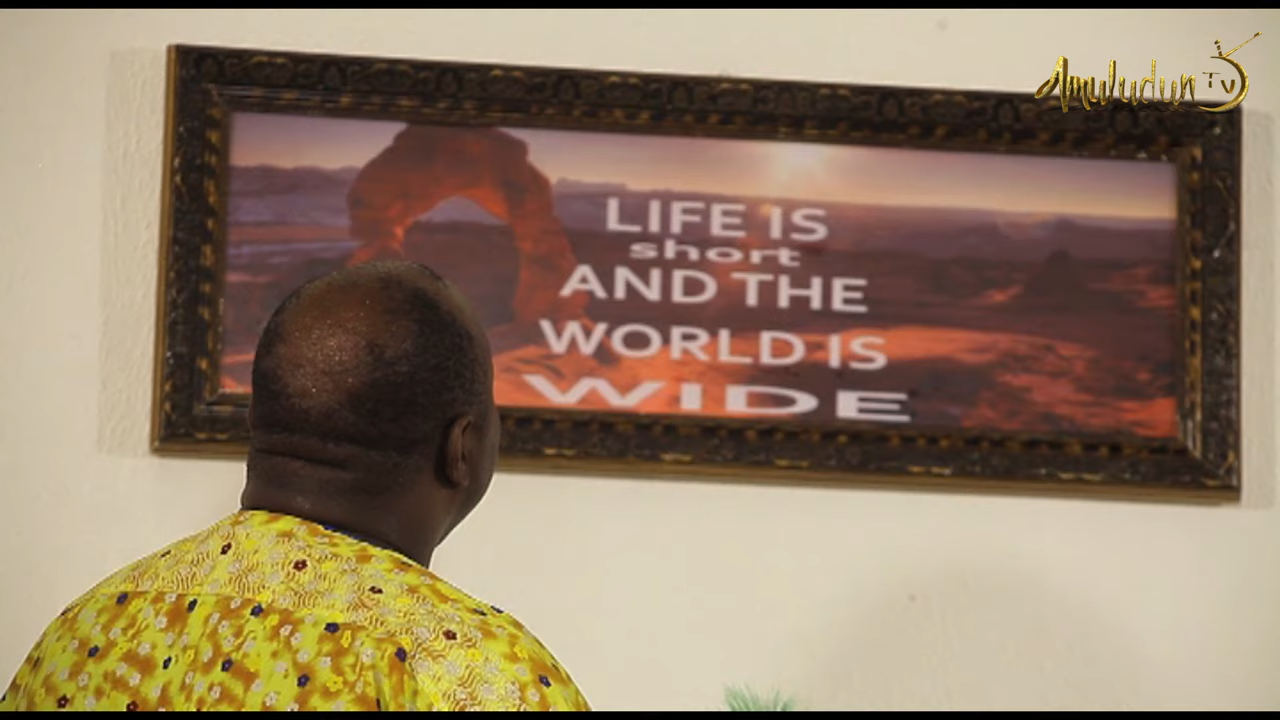 Amuludun TV
LIFE IS
short
AND THE
WORLD IS
WIDE